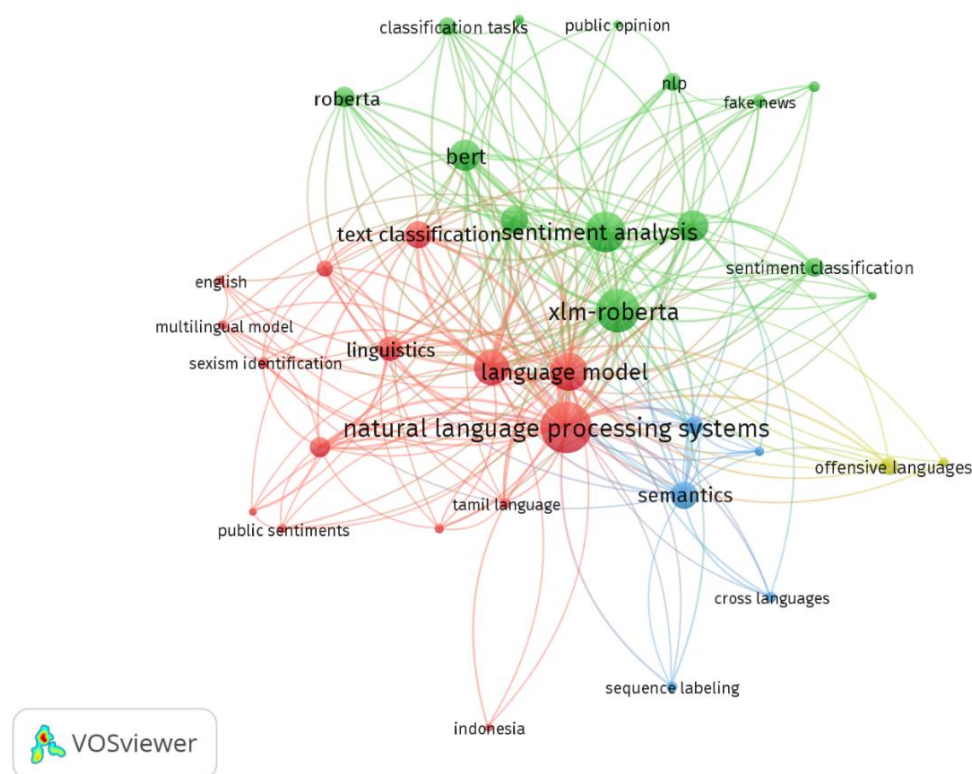 classification tasks
public opinion
nlp
roberta
fake news
bert
text classification
sentiment analysis
sentiment classification
english
xlm-roberta
multilingual model
linguistics
sexism identification
language model
natural language processing systems
offensive languages
semantics
tamil language
public sentiments
cross languages
sequence labeling
indonesia
VOSviewer